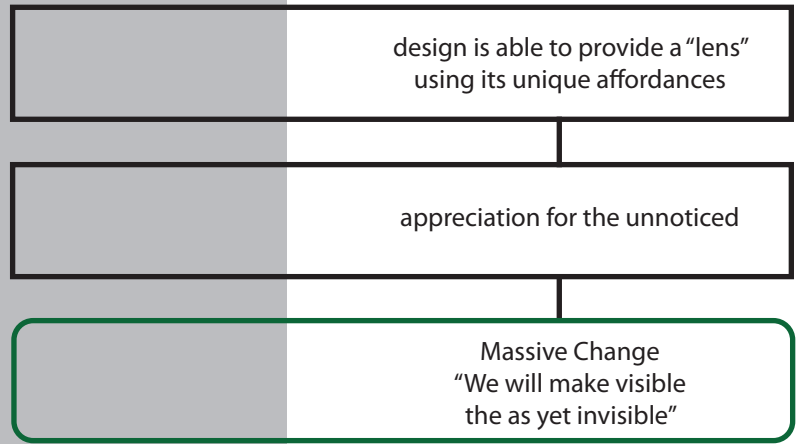 design is able to provide a “lens”
using its unique affordances
appreciation for the unnoticed
Massive Change
“We will make visible
the as yet invisible”